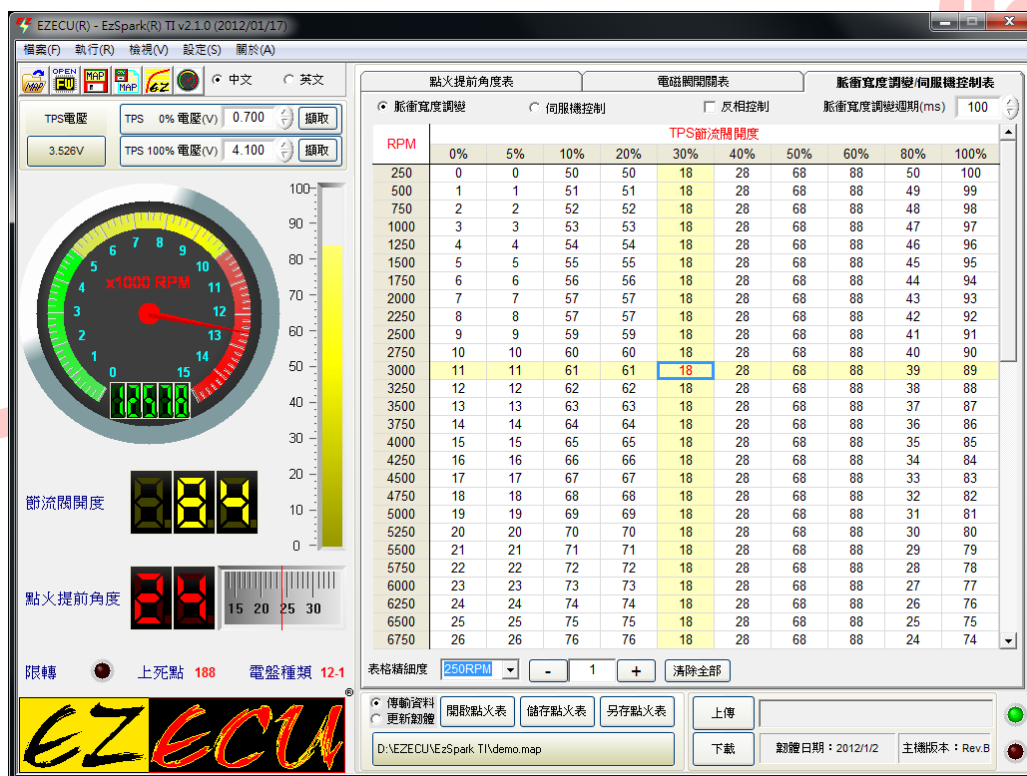 EZECU(R) - EzSpark(R) TI v2.1.0 (2012/01/17)
檔案(F) 執行(R) 檢視(V) 設定(S) 關於(A)
MAP OPEN EU MAP MAP EZ 中文 英文
TPS電壓 TPS 0% 電壓(V) 0.700 擷取
3.526V TPS 100% 電壓(V) 4.100 擷取
100
90
80
70
60
50
40
30
20
10
0
0 1 2 3 4 5 6 7 8 9 10 11 12 13 14 15
x1000 RPM
12578
節流閥開度 84
點火提前角度 24 15 20 25 30
限轉 上死點 188 電盤種類 12-1
EZECU®
點火提前角度表 電磁閥開關表 脈衝寬度調變/伺服機控制表
脈衝寬度調變 伺服機控制 反相控制 脈衝寬度調變週期(ms) 100
RPM TPS節流閥開度
0% 5% 10% 20% 30% 40% 50% 60% 80% 100%
250 0 0 50 50 18 28 68 88 50 100
500 1 1 51 51 18 28 68 88 49 99
750 2 2 52 52 18 28 68 88 48 98
1000 3 3 53 53 18 28 68 88 47 97
1250 4 4 54 54 18 28 68 88 46 96
1500 5 5 55 55 18 28 68 88 45 95
1750 6 6 56 56 18 28 68 88 44 94
2000 7 7 57 57 18 28 68 88 43 93
2250 8 8 57 57 18 28 68 88 42 92
2500 9 9 59 59 18 28 68 88 41 91
2750 10 10 60 60 18 28 68 88 40 90
3000 11 11 61 61 18 28 68 88 39 89
3250 12 12 62 62 18 28 68 88 38 88
3500 13 13 63 63 18 28 68 88 37 87
3750 14 14 64 64 18 28 68 88 36 86
4000 15 15 65 65 18 28 68 88 35 85
4250 16 16 66 66 18 28 68 88 34 84
4500 17 17 67 67 18 28 68 88 33 83
4750 18 18 68 68 18 28 68 88 32 82
5000 19 19 69 69 18 28 68 88 31 81
5250 20 20 70 70 18 28 68 88 30 80
5500 21 21 71 71 18 28 68 88 29 79
5750 22 22 72 72 18 28 68 88 28 78
6000 23 23 73 73 18 28 68 88 27 77
6250 24 24 74 74 18 28 68 88 26 76
6500 25 25 75 75 18 28 68 88 25 75
6750 26 26 76 76 18 28 68 88 24 74
表格精細度 250RPM - 1 + 清除全部
傳輸資料 開啟點火表 儲存點火表 另存點火表 上傳
更新韌體
D:\EZECU\EzSpark TI\demo.map 下載 韌體日期：2012/1/2 主機版本：Rev.B